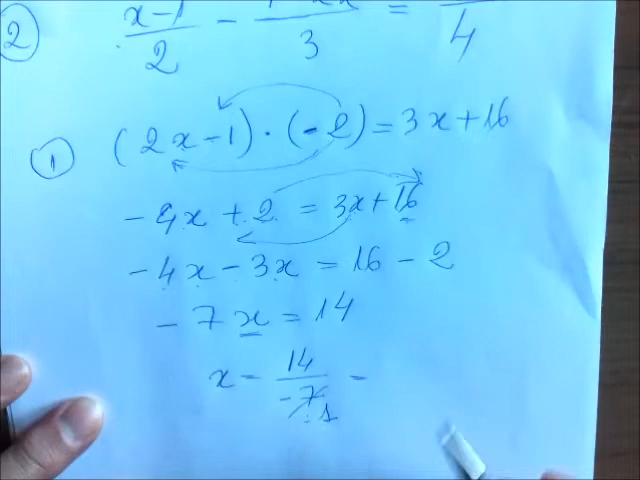 2) x-1/2 - /3 = /4
1) (2x-1)·(-2)=3x+16
-4x+2=3x+16
-4x-3x=16-2
-7x=14
x=14/-7 1 =